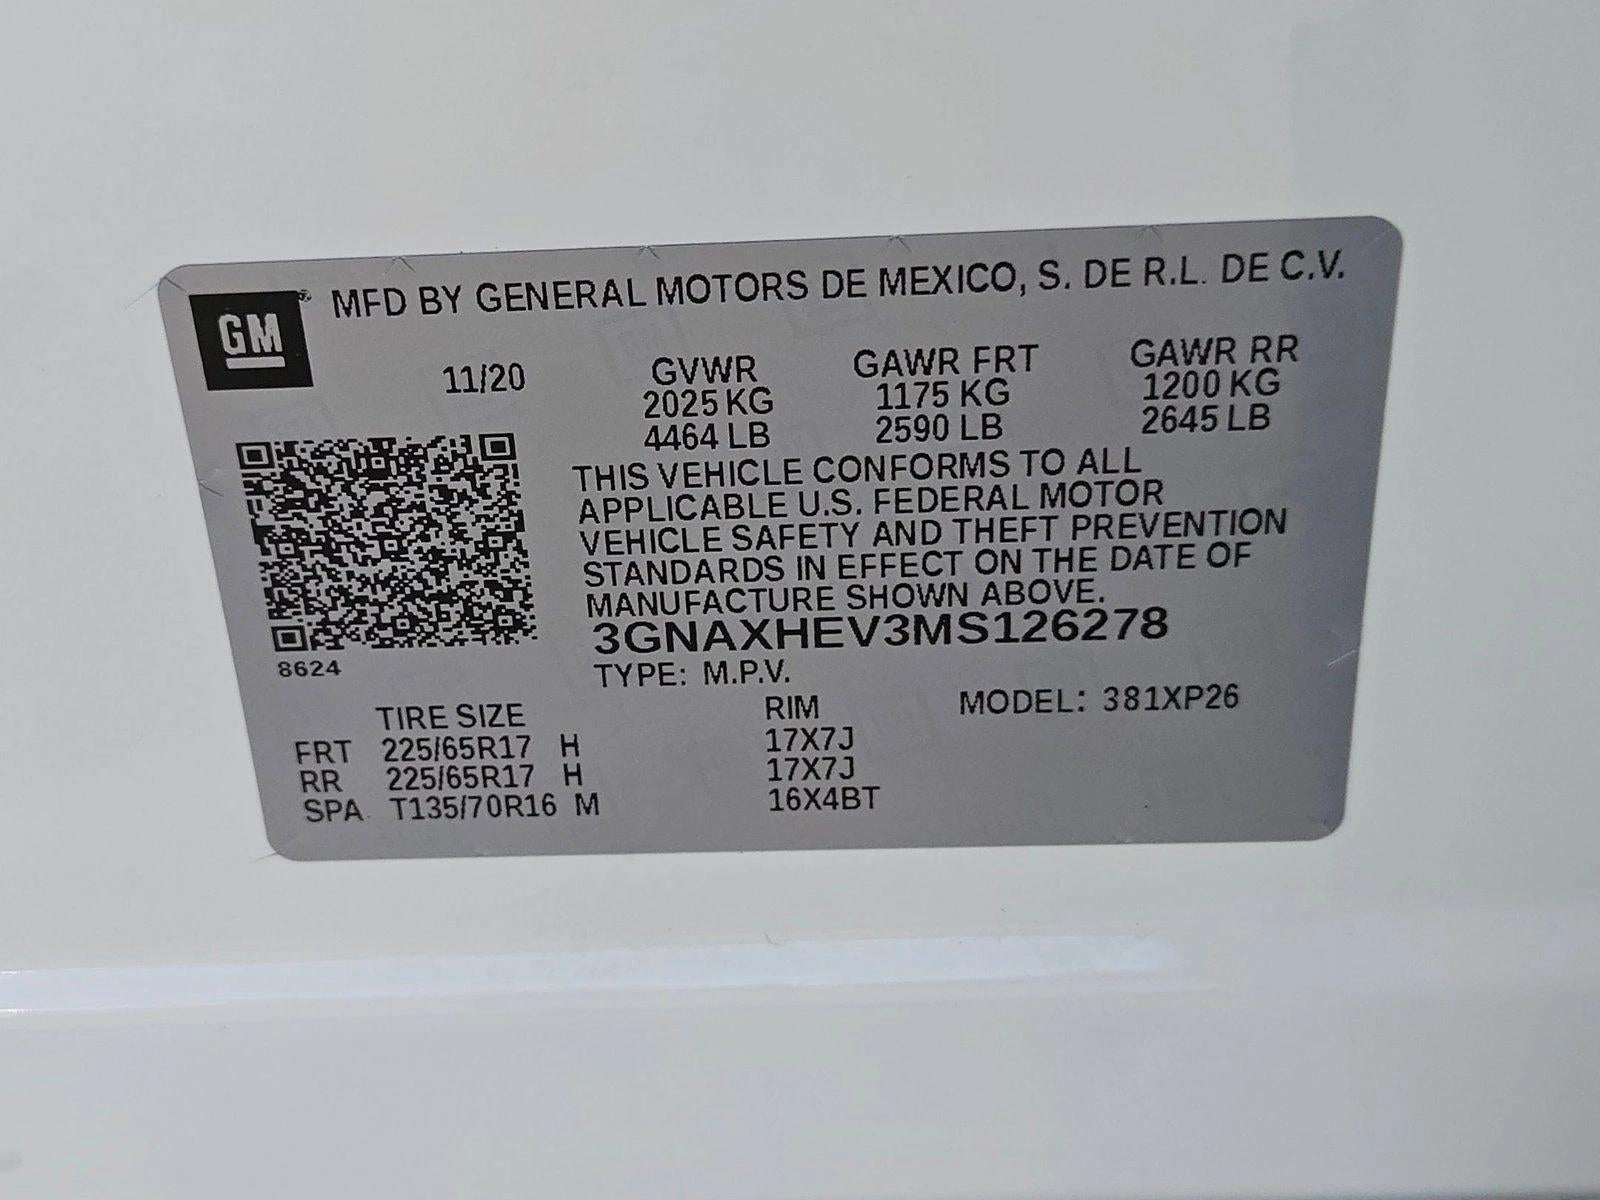 GM® MFD BY GENERAL MOTORS DE MEXICO, S. DE R.L. DE C.V.
11/20 GVWR GAWR FRT GAWR RR
2025 KG 1175 KG 1200 KG
4464 LB 2590 LB 2645 LB
THIS VEHICLE CONFORMS TO ALL
APPLICABLE U.S. FEDERAL MOTOR
VEHICLE SAFETY AND THEFT PREVENTION
STANDARDS IN EFFECT ON THE DATE OF
MANUFACTURE SHOWN ABOVE.
3GNAXHEV3MS126278
8624
TYPE: M.P.V.
TIRE SIZE RIM MODEL: 381XP26
FRT 225/65R17 H 17X7J
RR 225/65R17 H 17X7J
SPA T135/70R16 M 16X4BT